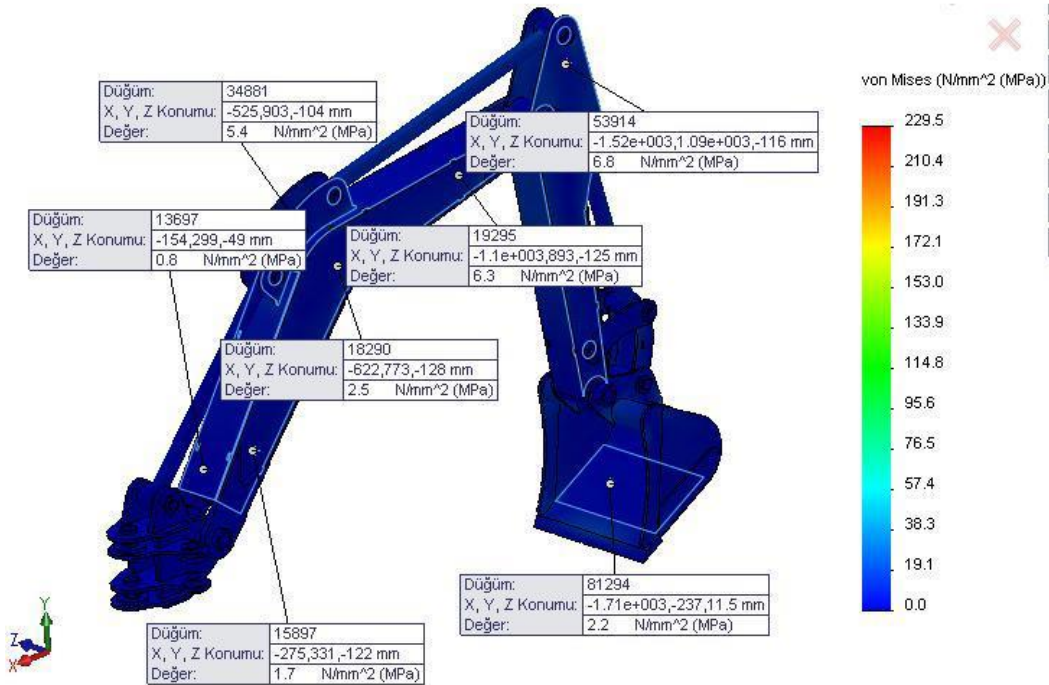 von Mises (N/mm^2 (MPa))
229.5
210.4
191.3
172.1
153.0
133.9
114.8
95.6
76.5
57.4
38.3
19.1
0.0
Düğüm: 34881
X, Y, Z Konumu: -525,903,-104 mm
Değer: 5.4 N/mm^2 (MPa)
Düğüm: 53914
X, Y, Z Konumu: -1.52e+003,1.09e+003,-116 mm
Değer: 6.8 N/mm^2 (MPa)
Düğüm: 13697
X, Y, Z Konumu: -154,299,-49 mm
Değer: 0.8 N/mm^2 (MPa)
Düğüm: 19295
X, Y, Z Konumu: -1.1e+003,893,-125 mm
Değer: 6.3 N/mm^2 (MPa)
Düğüm: 18290
X, Y, Z Konumu: -622,773,-128 mm
Değer: 2.5 N/mm^2 (MPa)
Düğüm: 81294
X, Y, Z Konumu: -1.71e+003,-237,11.5 mm
Değer: 2.2 N/mm^2 (MPa)
Düğüm: 15897
X, Y, Z Konumu: -275,331,-122 mm
Değer: 1.7 N/mm^2 (MPa)
Y
Z
X